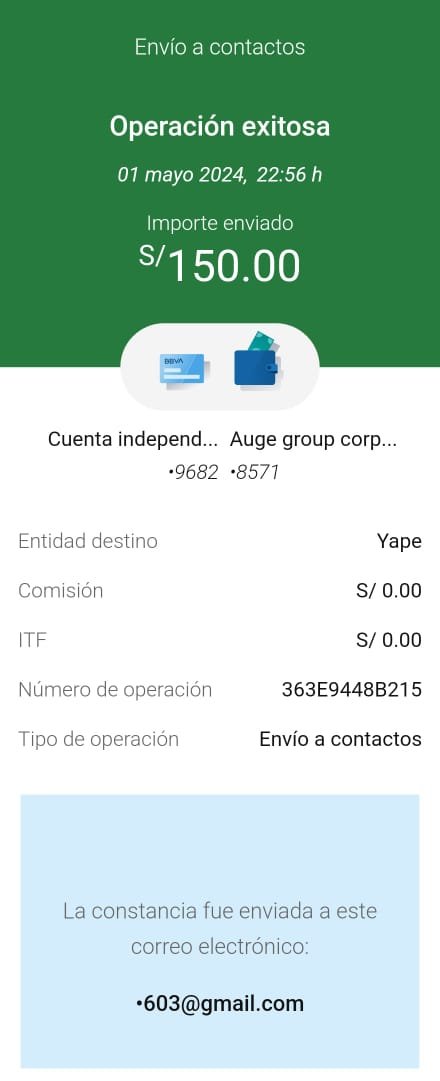 Envío a contactos
Operación exitosa
01 mayo 2024, 22:56 h
Importe enviado
S/150.00
BBVA
Cuenta independ... Auge group corp...
•9682 •8571
Entidad destino Yape
Comisión S/ 0.00
ITF S/ 0.00
Número de operación 363E9448B215
Tipo de operación Envío a contactos
La constancia fue enviada a este
correo electrónico:
•603@gmail.com